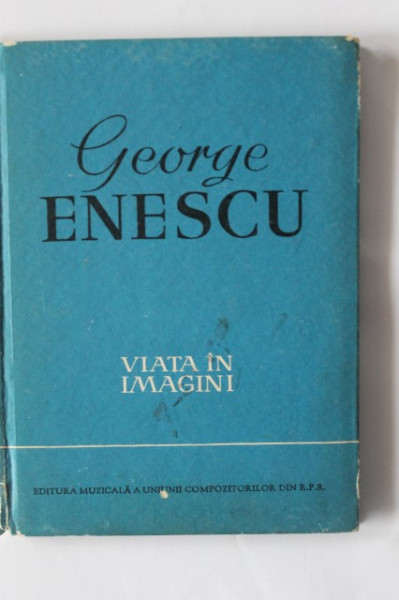 George
ENESCU
VIATA ÎN
IMAGINI
EDITURA MUZICALĂ A UNIUNII COMPOZITORILOR DIN R.P.R.